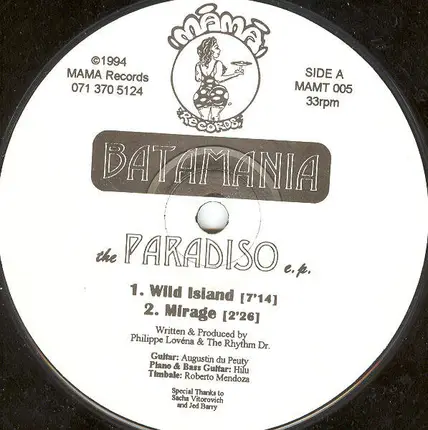 MAMA
RECORDS
©1994
MAMA Records
071 370 5124
SIDE A
MAMT 005
33rpm
BATAMANIA
the PARADISO e.p.
1. Wild Island [7'14]
2. Mirage [2'26]
Written & Produced by
Philippe Lovéna & The Rhythm Dr.
Guitar: Augustin du Peuty
Piano & Bass Guitar: Hilu
Timbale: Roberto Mendoza
Special Thanks to
Sacha Vitorovich
and Jed Barry